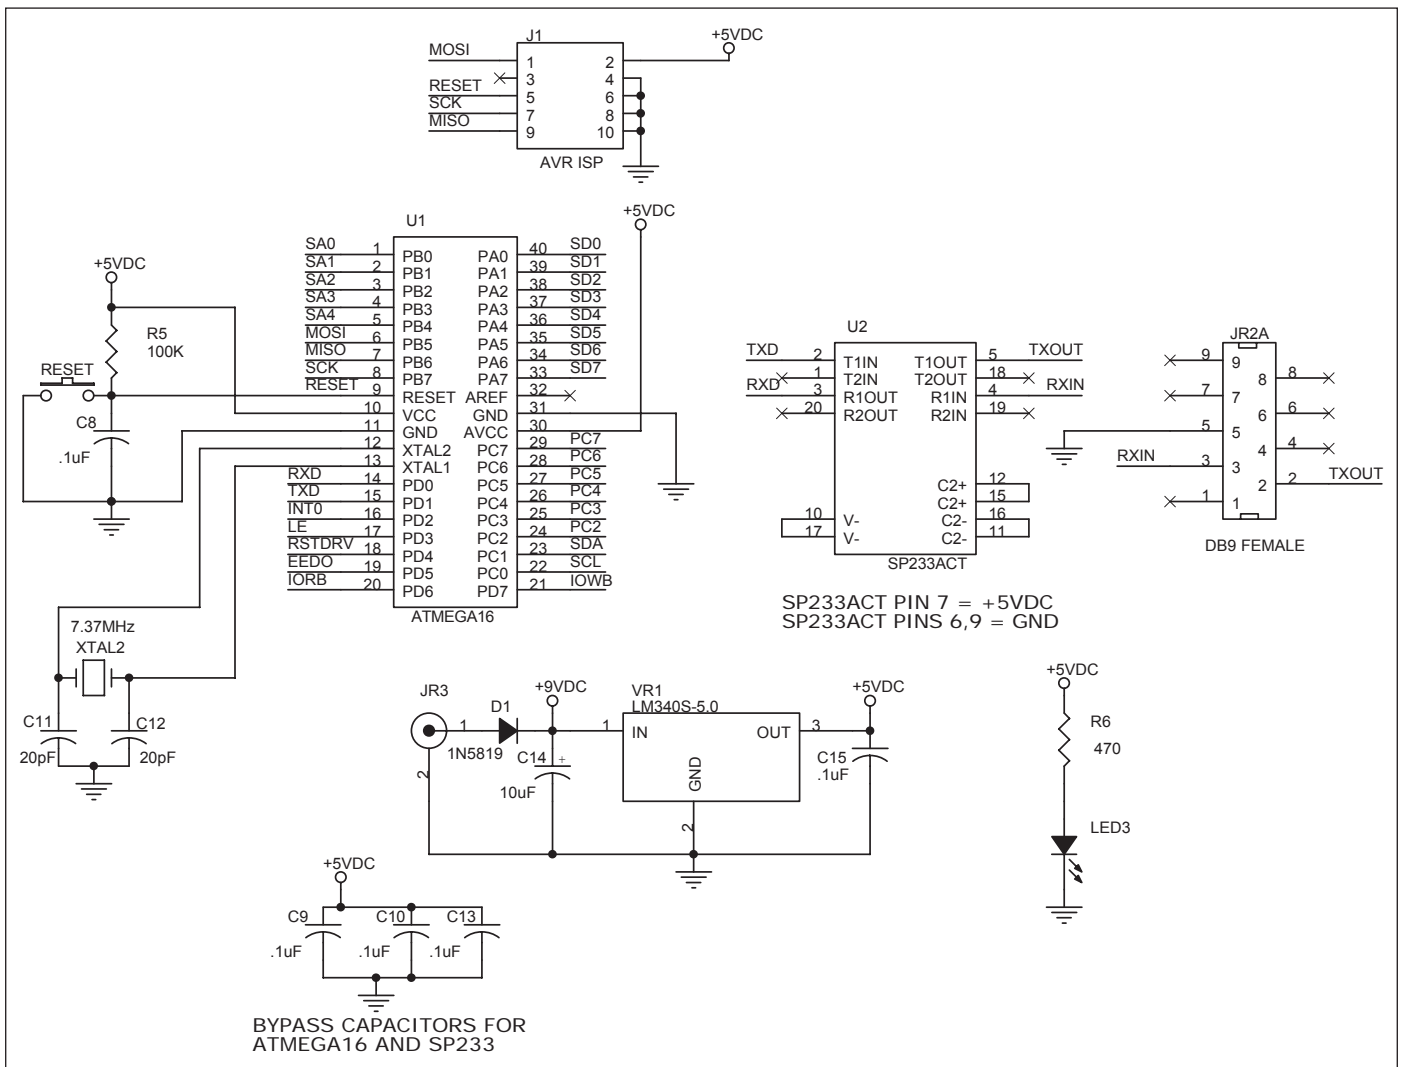 J1
+5VDC
MOSI 1 2
3 4
RESET 5 6
SCK 7 8
MISO 9 10
AVR ISP
U1
+5VDC
SA0 1 PB0 PA0 40 SD0
SA1 2 PB1 PA1 39 SD1
SA2 3 PB2 PA2 38 SD2
SA3 4 PB3 PA3 37 SD3
SA4 5 PB4 PA4 36 SD4
MOSI 6 PB5 PA5 35 SD5
MISO 7 PB6 PA6 34 SD6
SCK 8 PB7 PA7 33 SD7
RESET 9 RESET AREF 32
10 VCC GND 31
11 GND AVCC 30
12 XTAL2 PC7 29 PC7
13 XTAL1 PC6 28 PC6
RXD 14 PD0 PC5 27 PC5
TXD 15 PD1 PC4 26 PC4
INT0 16 PD2 PC3 25 PC3
LE 17 PD3 PC2 24 PC2
RSTDRV 18 PD4 PC1 23 SDA
EEDO 19 PD5 PC0 22 SCL
IORB 20 PD6 PD7 21 IOWB
ATMEGA16
+5VDC
R5
100K
RESET
C8
.1uF
7.37MHz
XTAL2
C11
20pF
C12
20pF
U2
TXD 2 T1IN T1OUT 5 TXOUT
1 T2IN T2OUT 18
RXD 3 R1OUT R1IN 4 RXIN
20 R2OUT R2IN 19
C2+ 12
C2+ 15
10 V- C2- 16
17 V- C2- 11
SP233ACT
SP233ACT PIN 7 = +5VDC
SP233ACT PINS 6,9 = GND
JR2A
9 9
8 8
7 7
6 6
5 5
4 4
RXIN 3 3
2 2 TXOUT
1 1
DB9 FEMALE
JR3
1
2
D1
1N5819
+9VDC
C14
+
10uF
VR1
LM340S-5.0
1 IN OUT 3
GND
2
+5VDC
C15
.1uF
+5VDC
R6
470
LED3
+5VDC
C9 C10 C13
.1uF .1uF .1uF
BYPASS CAPACITORS FOR
ATMEGA16 AND SP233